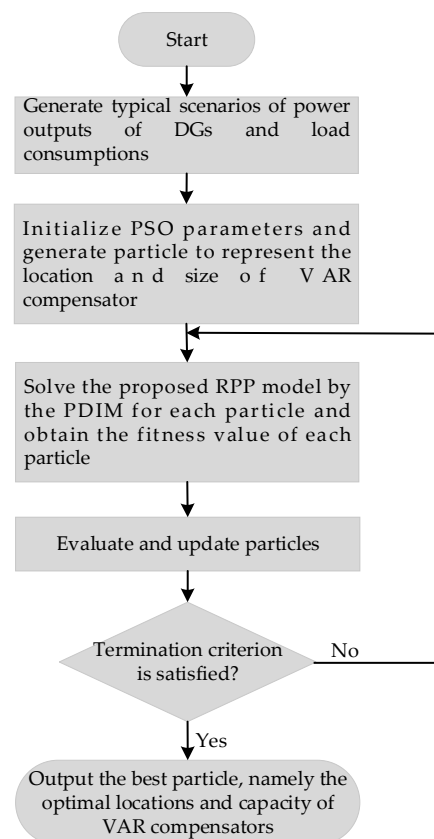 Start
Generate typical scenarios of power
outputs of DGs and load
consumptions
Initialize PSO parameters and
generate particle to represent the
location and size of VAR
compensator
Solve the proposed RPP model by
the PDIM for each particle and
obtain the fitness value of each
particle
Evaluate and update particles
Termination criterion
is satisfied?
No
Yes
Output the best particle, namely the
optimal locations and capacity of
VAR compensators